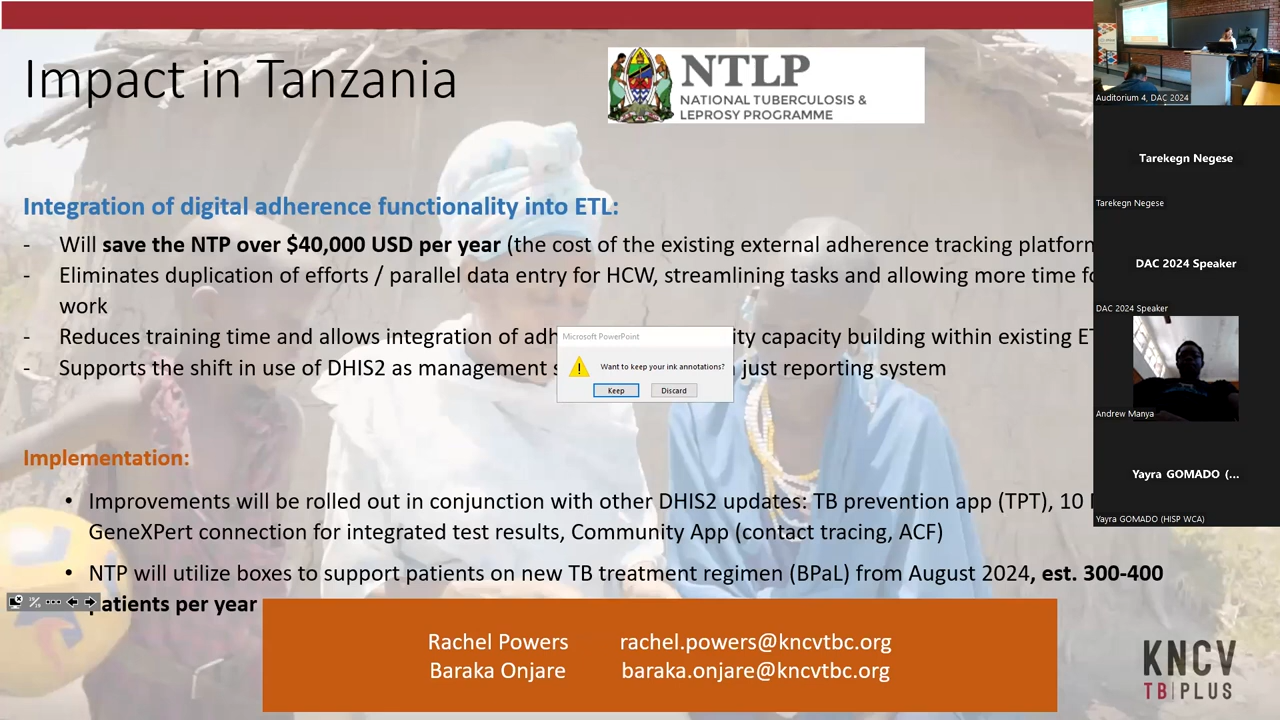 Impact in Tanzania
NTLP
NATIONAL TUBERCULOSIS &
LEPROSY PROGRAMME
Integration of digital adherence functionality into ETL:
- Will save the NTP over $40,000 USD per year (the cost of the existing external adherence tracking platform
- Eliminates duplication of efforts / parallel data entry for HCW, streamlining tasks and allowing more time
work
- Reduces training time and allows integration of capacity building within existing
- Supports the shift in use of DHIS2 as management just reporting system
Microsoft PowerPoint
Want to keep your ink annotations?
Keep Discard
Implementation:
• Improvements will be rolled out in conjunction with other DHIS2 updates: TB prevention app (TPT), 10
GeneXPert connection for integrated test results, Community App (contact tracing, ACF)
• NTP will utilize boxes to support patients on new TB treatment regimen (BPaL) from August 2024, est. 300-400
patients per year
Rachel Powers rachel.powers@kncvtbc.org
Baraka Onjare baraka.onjare@kncvtbc.org
KNCV
TB PLUS
Auditorium 4, DAC 2024
Tarekegn Negese
Tarekegn Negese
DAC 2024 Speaker
DAC 2024 Speaker
Andrew Manya
Yayra GOMADO (...
Yayra GOMADO (HISP WCA)